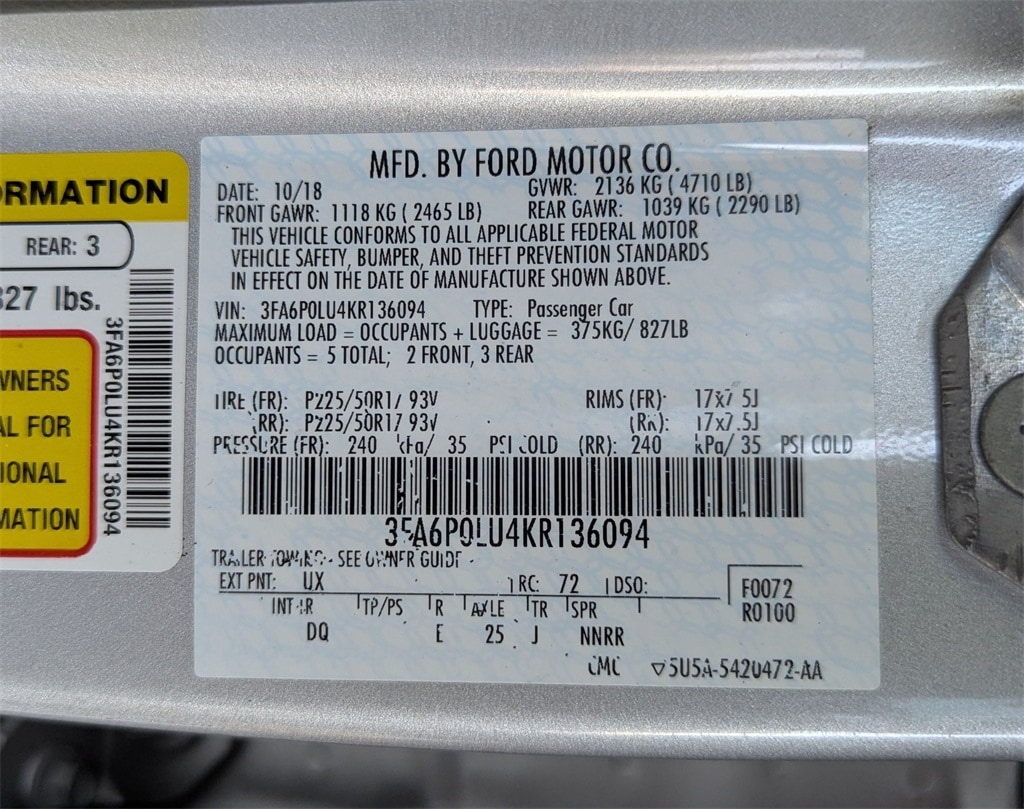 RMATION
REAR: 3
827 lbs.
WNERS
AL FOR
IONAL
MATION
3FA6P0LU4KR136094
MFD. BY FORD MOTOR CO.
DATE: 10/18 GVWR: 2136 KG ( 4710 LB)
FRONT GAWR: 1118 KG ( 2465 LB) REAR GAWR: 1039 KG ( 2290 LB)
THIS VEHICLE CONFORMS TO ALL APPLICABLE FEDERAL MOTOR
VEHICLE SAFETY, BUMPER, AND THEFT PREVENTION STANDARDS
IN EFFECT ON THE DATE OF MANUFACTURE SHOWN ABOVE.
VIN: 3FA6P0LU4KR136094 TYPE: Passenger Car
MAXIMUM LOAD = OCCUPANTS + LUGGAGE = 375KG/ 827LB
OCCUPANTS = 5 TOTAL; 2 FRONT, 3 REAR
TIRE (FR): P225/50R17 93V RIMS (FR): 17x7.5J
(RR): P225/50R17 93V (RR): 17x7.5J
PRESSURE (FR): 240 kPa/ 35 PSI COLD (RR): 240 kPa/ 35 PSI COLD
3FA6P0LU4KR136094
TRAILER TOWING - SEE OWNER GUIDE -
EXT PNT: UX RC: 72 DSO: F0072
INT TR TP/PS R AXLE TR SPR R0100
DQ E 25 J NNRR
CMC ▽5U5A-5420472-AA